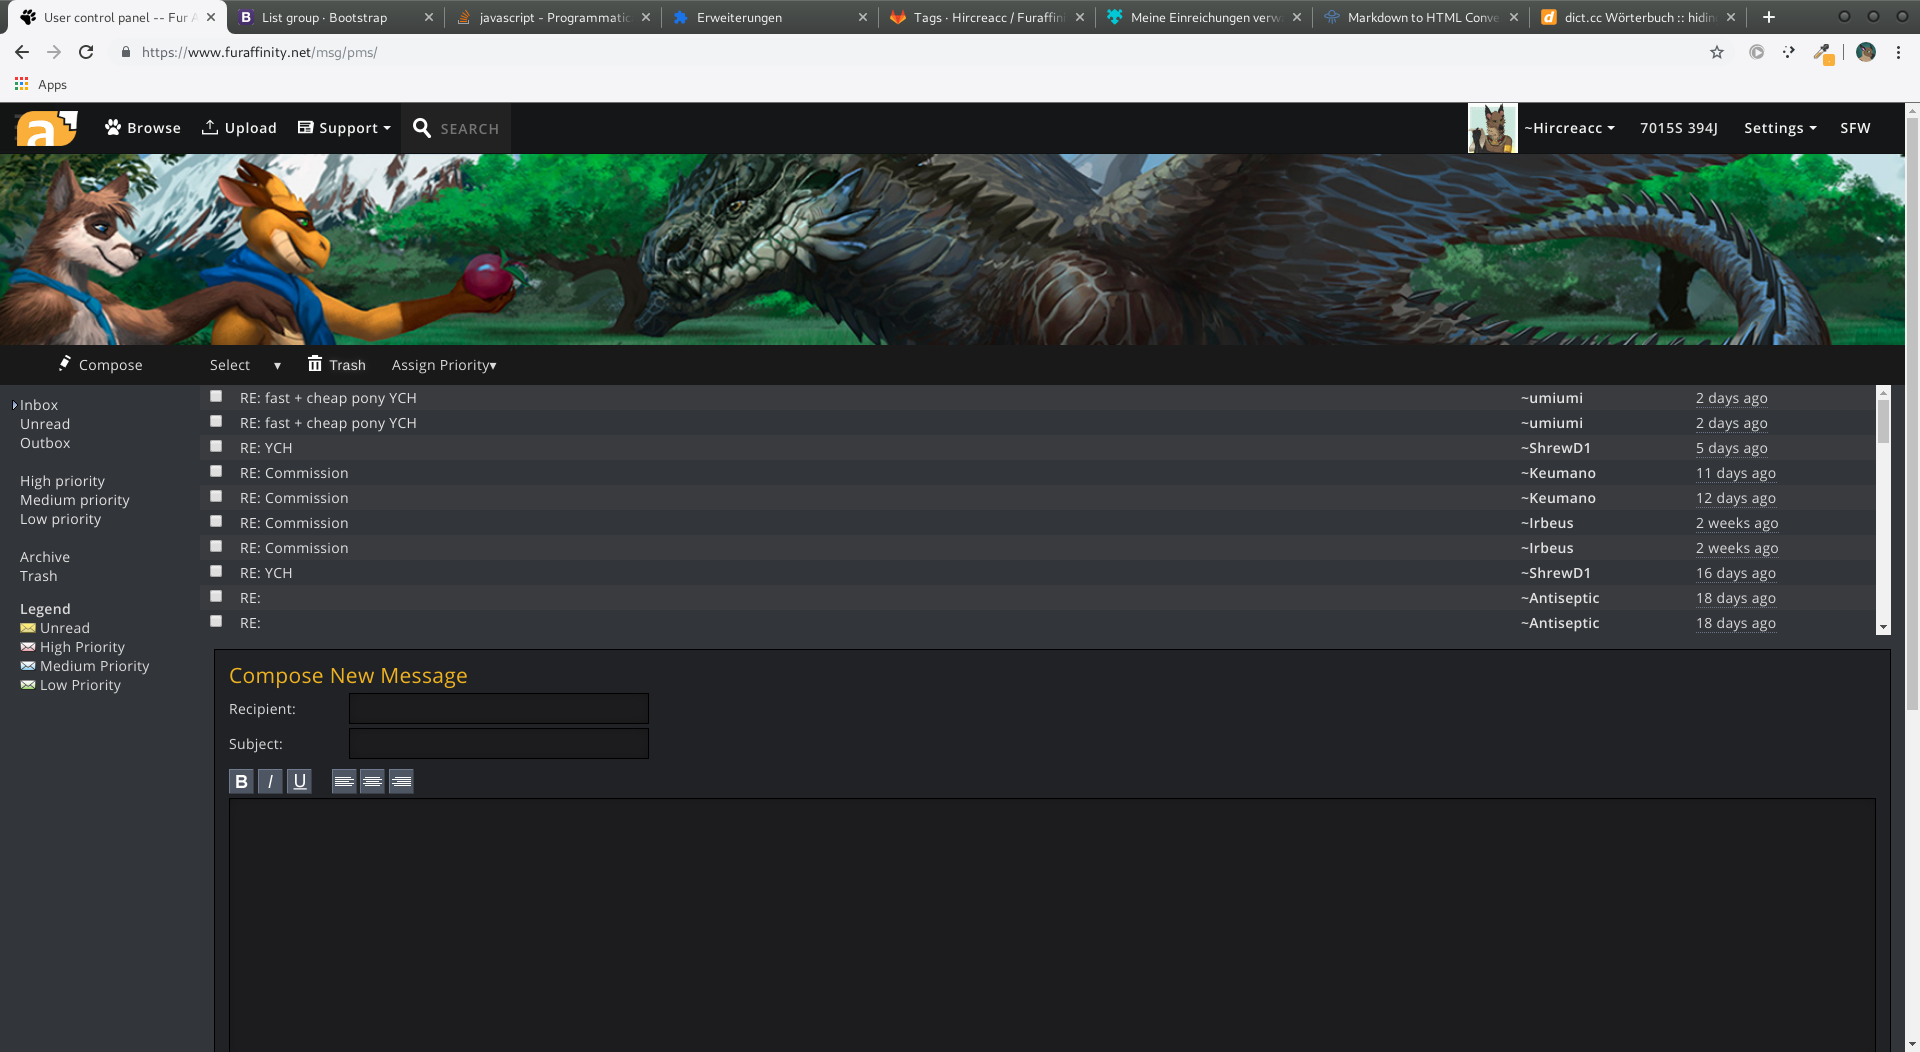 User control panel -- Fur A
List group · Bootstrap
javascript - Programmatic
Erweiterungen
Tags · Hircreacc / Furaffini
Meine Einreichungen verw
Markdown to HTML Conve
dict.cc Wörterbuch :: hidin
https://www.furaffinity.net/msg/pms/
Apps
Browse Upload Support SEARCH ~Hircreacc 7015S 394J Settings SFW
Compose Select Trash Assign Priority
Inbox
Unread
Outbox
High priority
Medium priority
Low priority
Archive
Trash
Legend
Unread
High Priority
Medium Priority
Low Priority
RE: fast + cheap pony YCH ~umiumi 2 days ago
RE: fast + cheap pony YCH ~umiumi 2 days ago
RE: YCH ~ShrewD1 5 days ago
RE: Commission ~Keumano 11 days ago
RE: Commission ~Keumano 12 days ago
RE: Commission ~Irbeus 2 weeks ago
RE: Commission ~Irbeus 2 weeks ago
RE: YCH ~ShrewD1 16 days ago
RE: ~Antiseptic 18 days ago
RE: ~Antiseptic 18 days ago
Compose New Message
Recipient:
Subject:
B I U